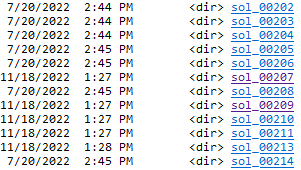 7/20/2022 2:44 PM <dir> sol_00202
7/20/2022 2:44 PM <dir> sol_00203
7/20/2022 2:44 PM <dir> sol_00204
7/20/2022 2:45 PM <dir> sol_00205
7/20/2022 2:45 PM <dir> sol_00206
11/18/2022 1:27 PM <dir> sol_00207
7/20/2022 2:45 PM <dir> sol_00208
11/18/2022 1:27 PM <dir> sol_00209
11/18/2022 1:27 PM <dir> sol_00210
11/18/2022 1:27 PM <dir> sol_00211
11/18/2022 1:28 PM <dir> sol_00213
7/20/2022 2:45 PM <dir> sol_00214